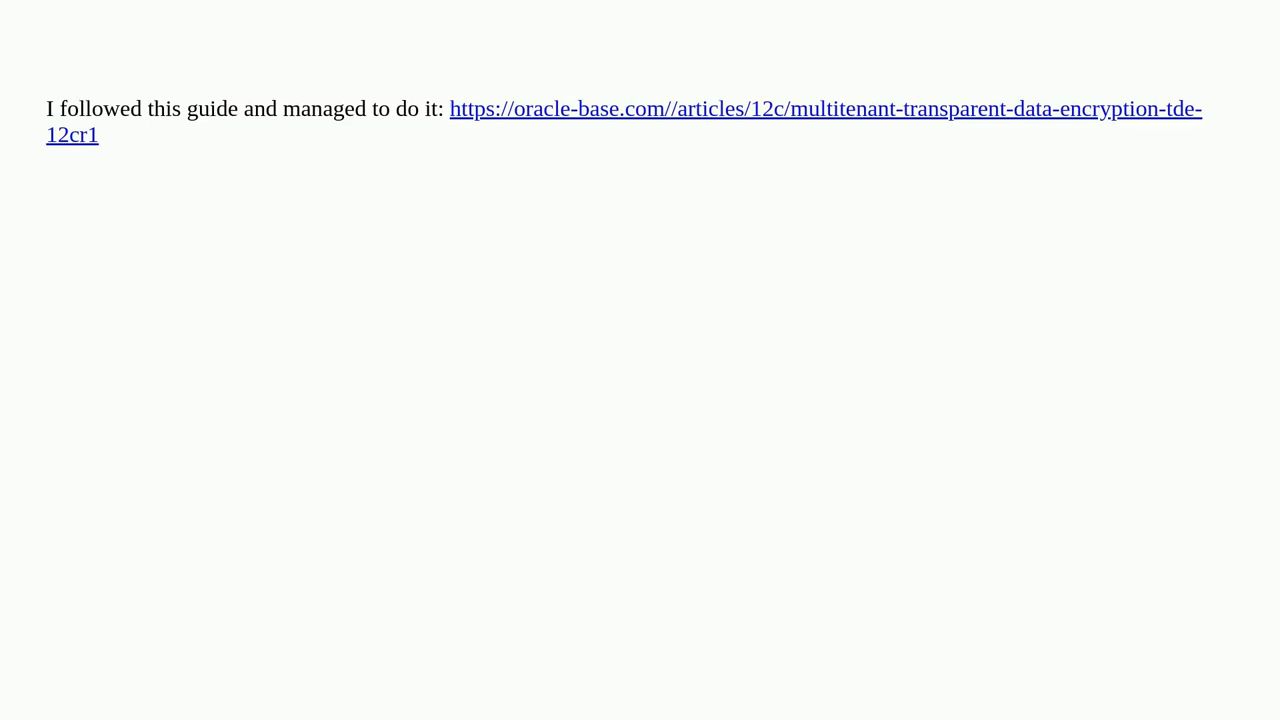 I followed this guide and managed to do it: https://oracle-base.com//articles/12c/multitenant-transparent-data-encryption-tde-
12cr1